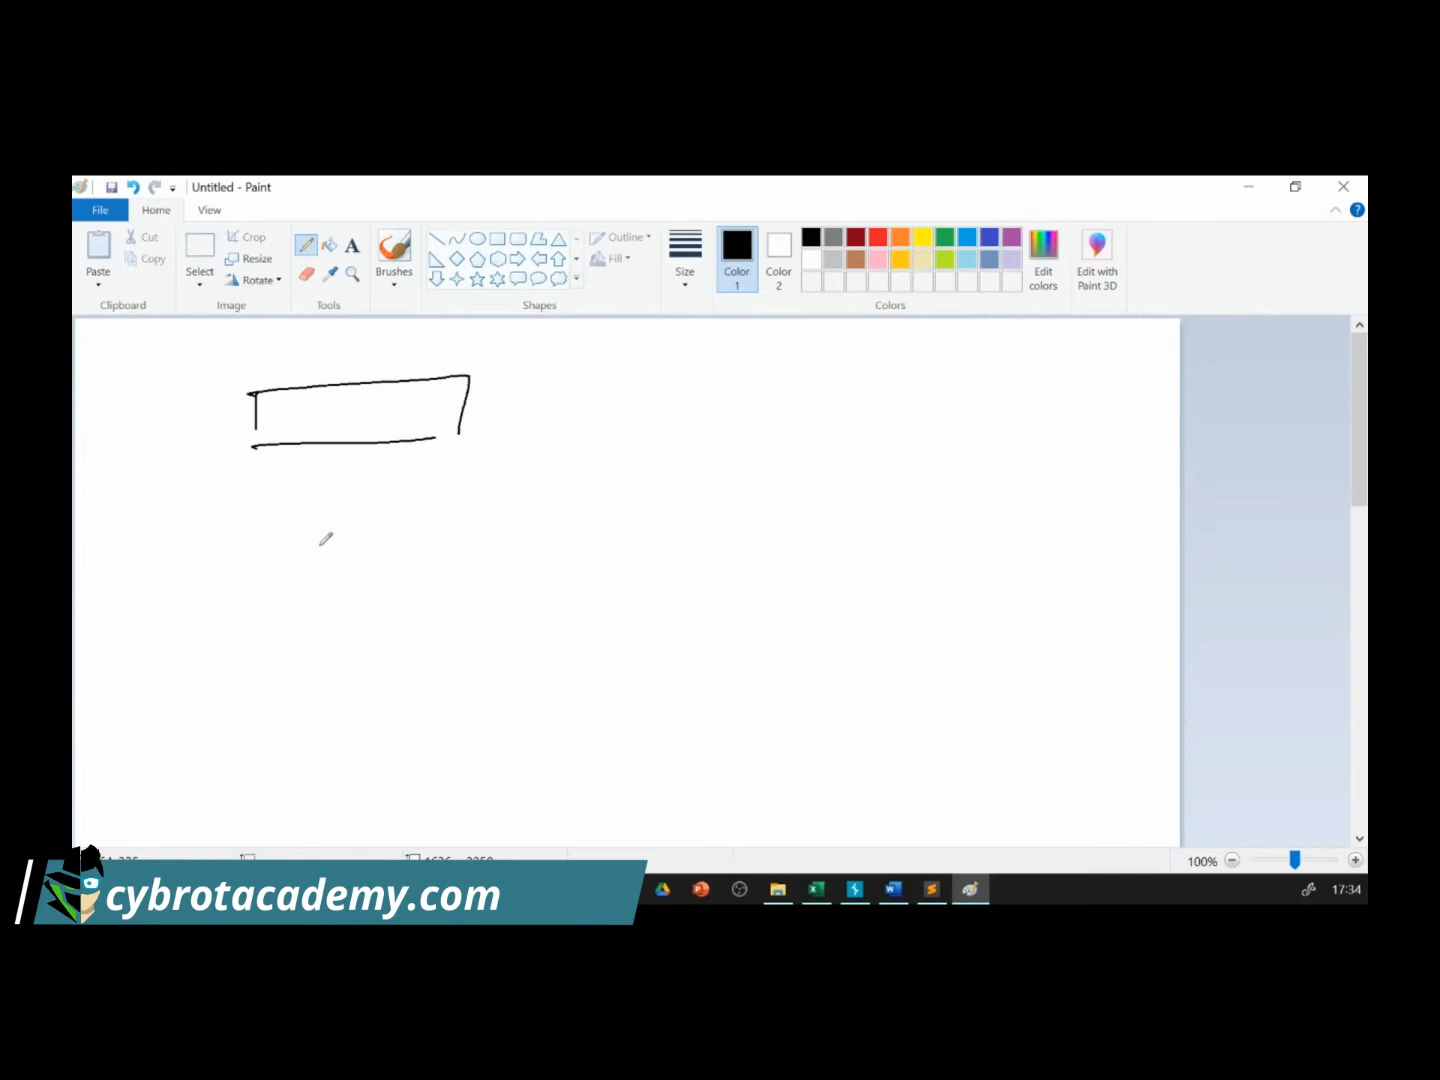 Untitled - Paint
File Home View
Paste
Cut
Copy
Clipboard
Select
Crop
Resize
Rotate
Image
A
Tools
Brushes
Outline
Fill
Shapes
Size
Color
1
Color
2
Edit
colors
Colors
Edit with
Paint 3D
100%
cybrotacademy.com
17:34